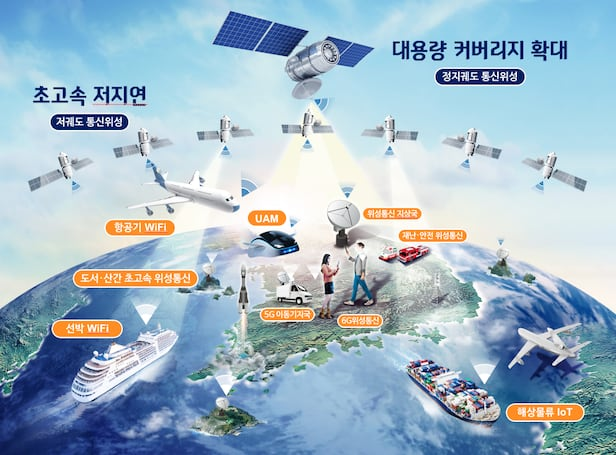 대용량 커버리지 확대
정지궤도 통신위성
초고속 저지연
저궤도 통신위성
항공기 WiFi
UAM
위성통신 지상국
재난·안전 위성통신
도서·산간 초고속 위성통신
5G 이동기지국
6G위성통신
선박 WiFi
해상물류 IoT